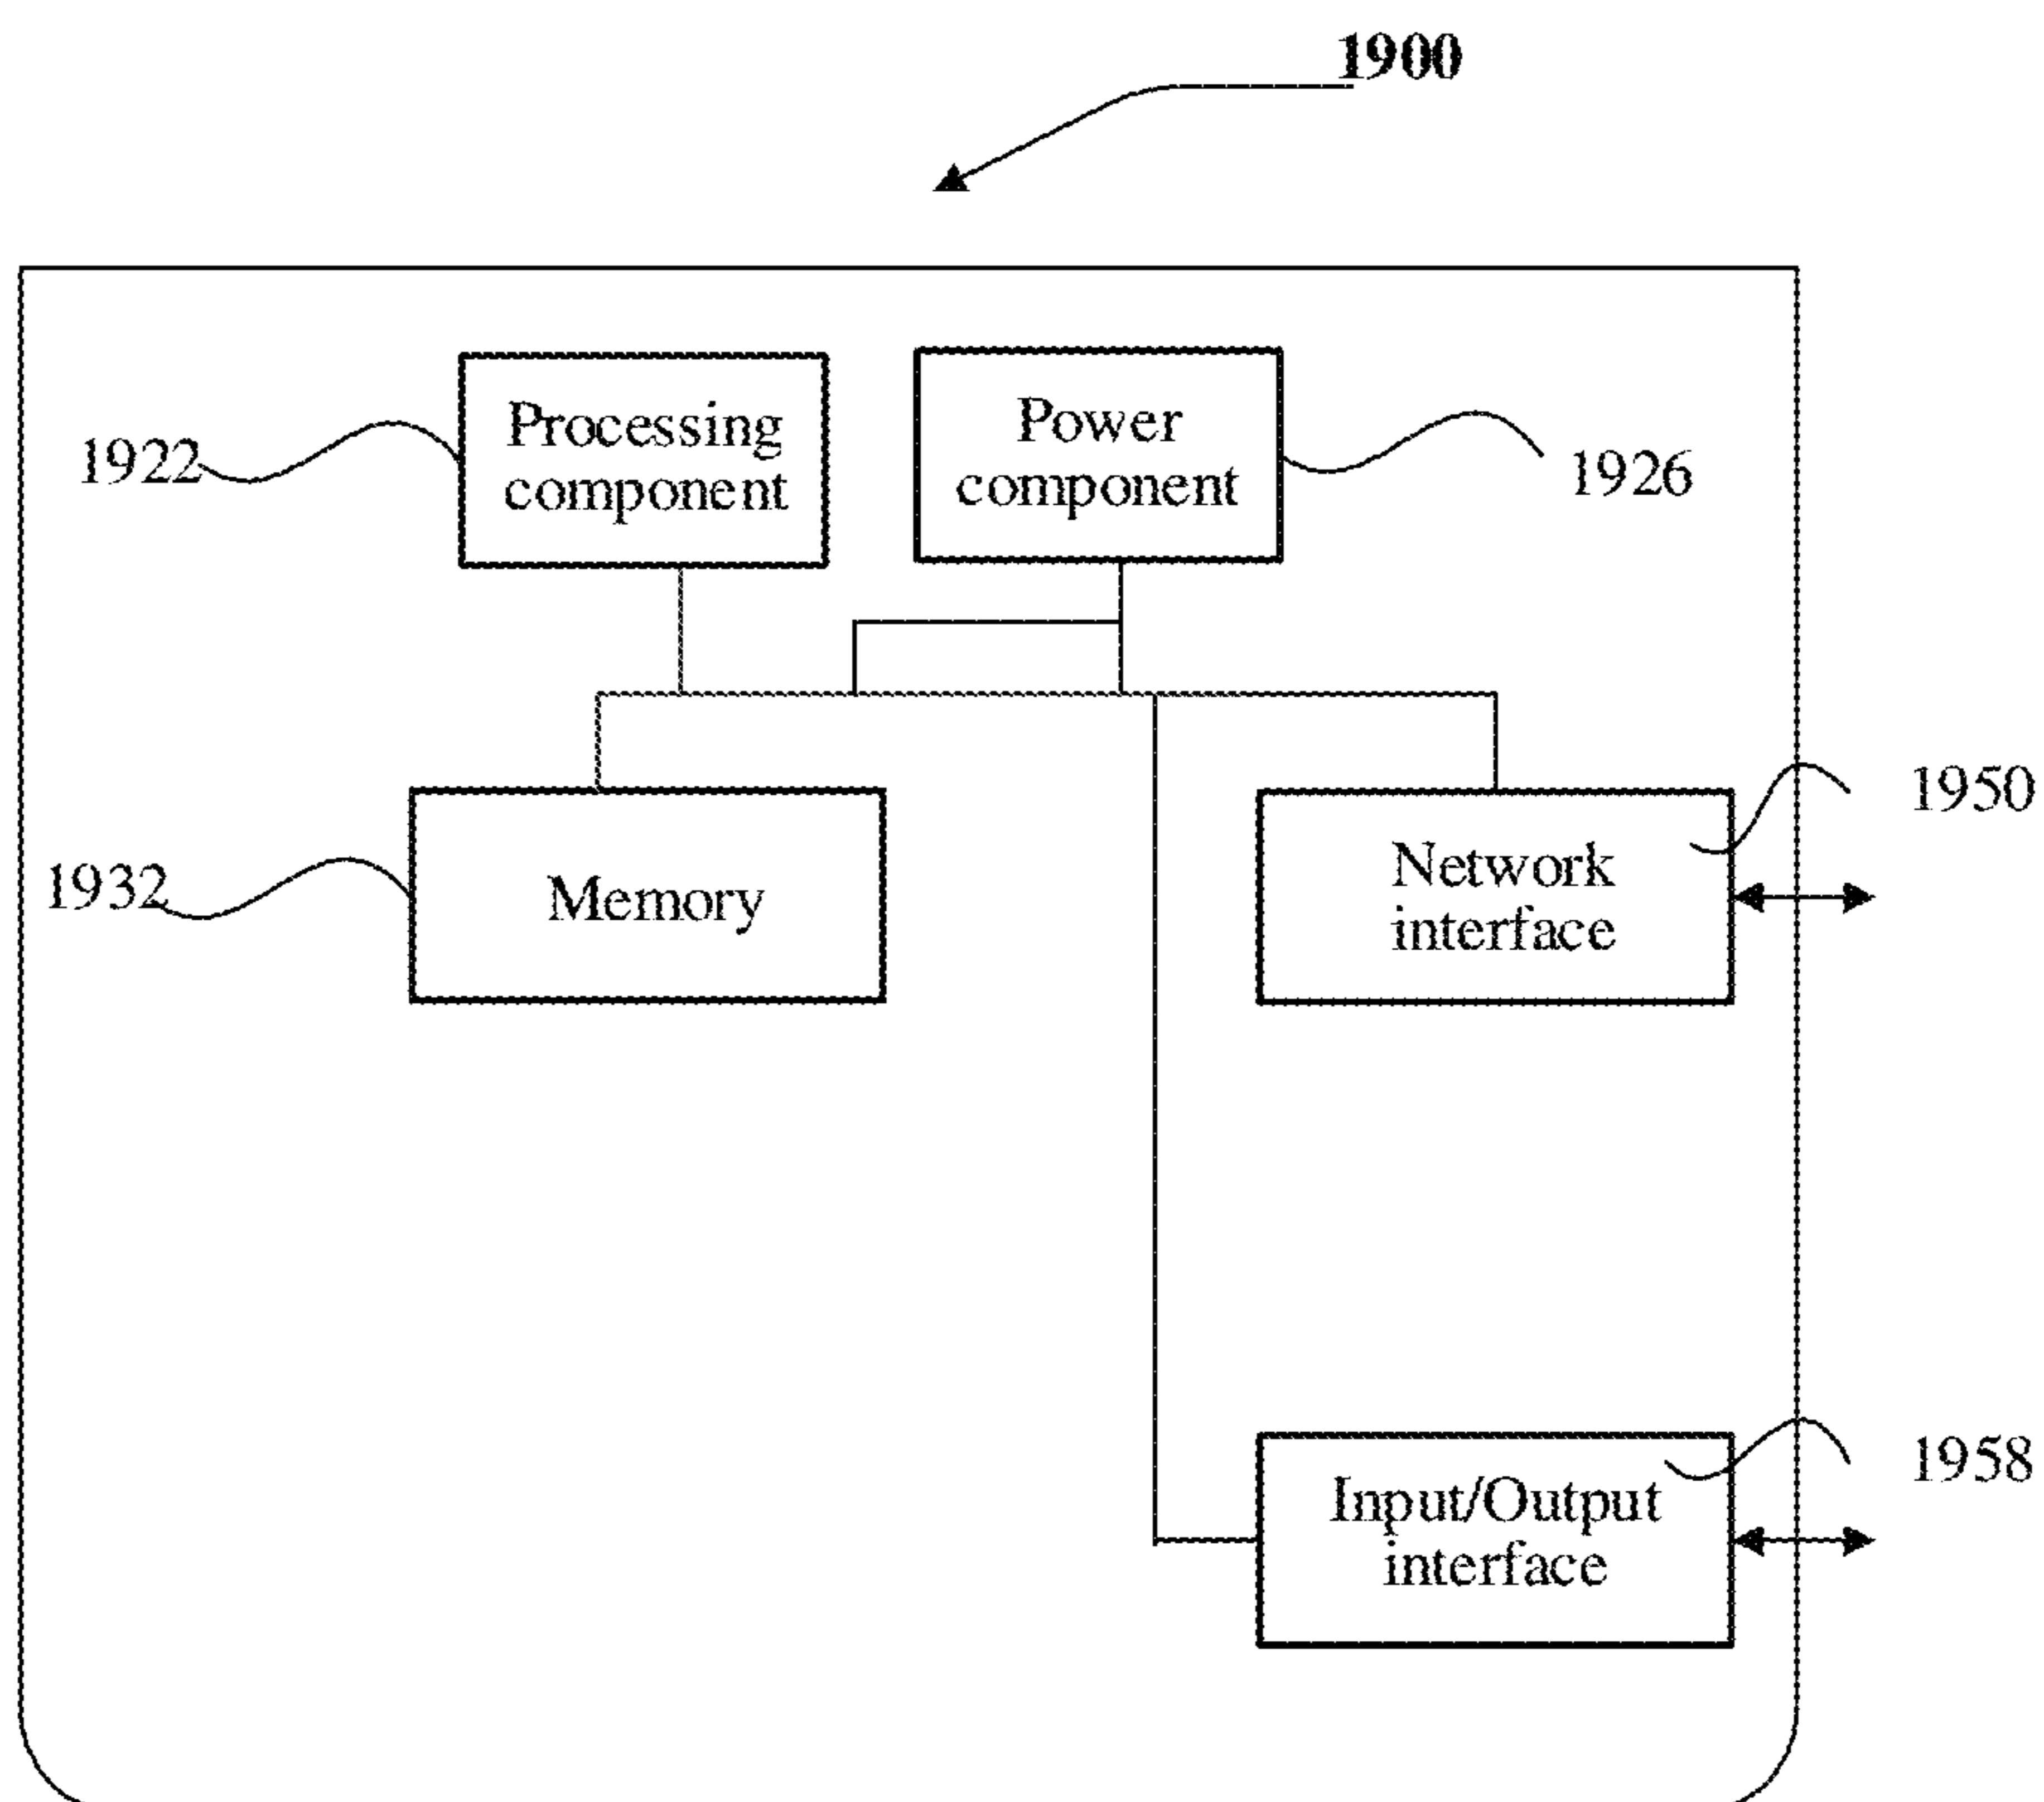 1900
Processing
component
Power
component
1922
1926
1950
Network
interface
1932
Memory
1958
Input/Output
interface